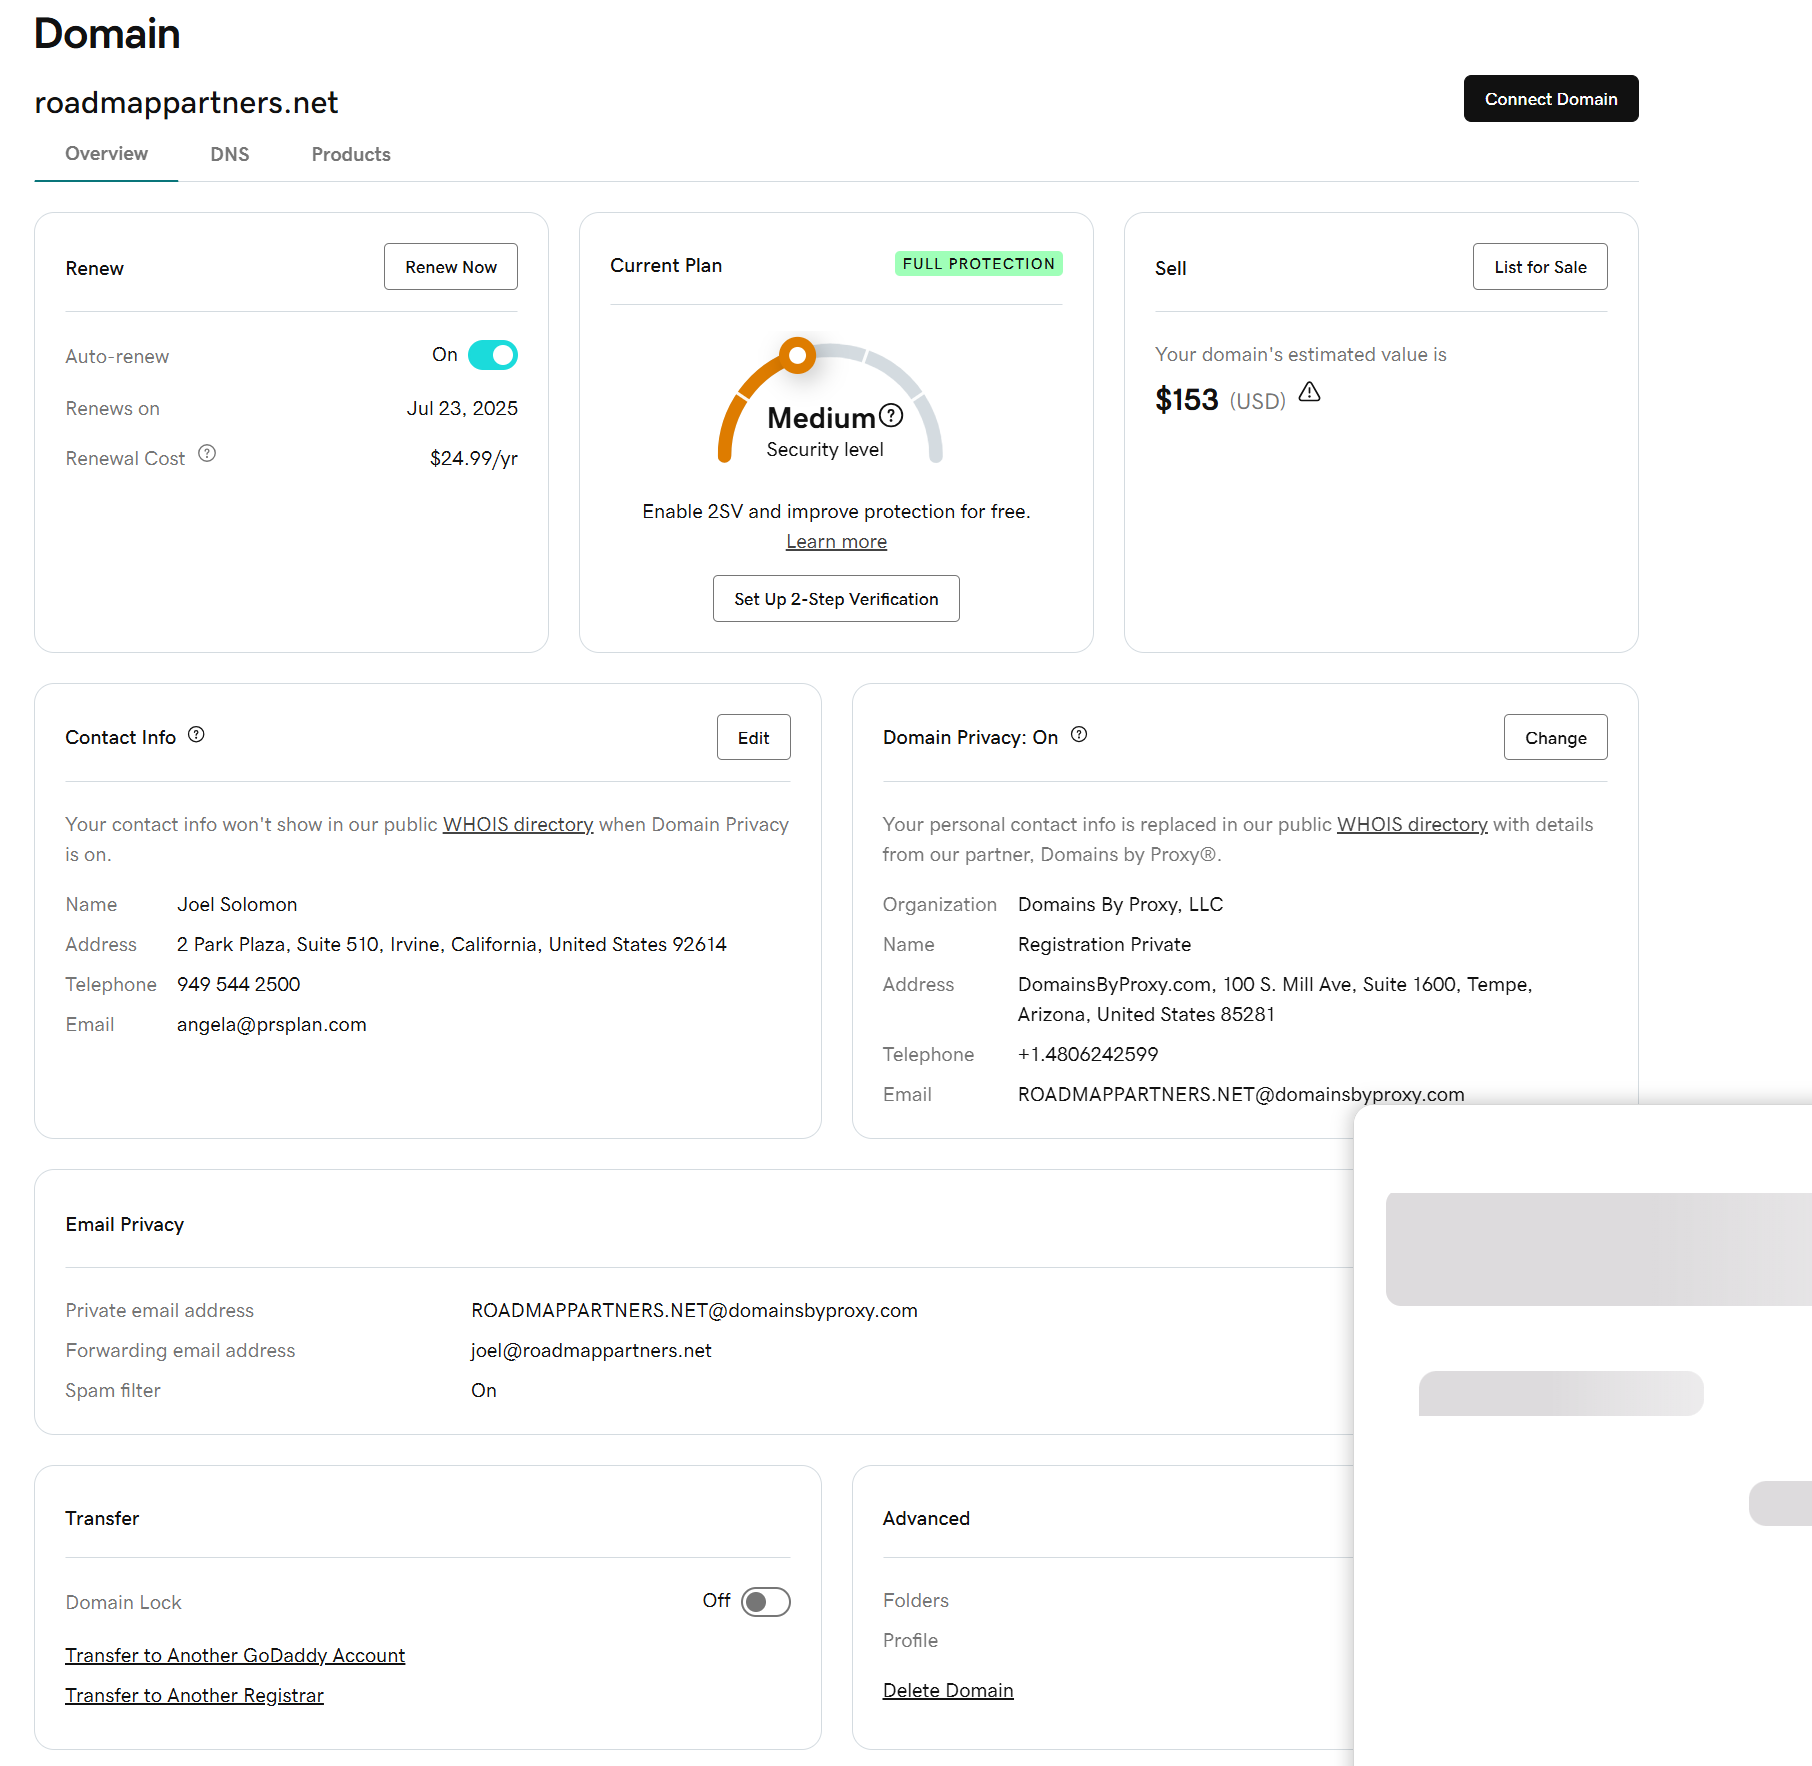 Domain
roadmappartners.net
Connect Domain
Overview
DNS
Products
Renew
Renew Now
Auto-renew
On
Renews on
Jul 23, 2025
Renewal Cost
$24.99/yr
Current Plan
FULL PROTECTION
Medium
Security level
Enable 2SV and improve protection for free.
Learn more
Set Up 2-Step Verification
Sell
List for Sale
Your domain's estimated value is
$153 (USD)
Contact Info
Edit
Your contact info won't show in our public WHOIS directory when Domain Privacy
is on.
Name Joel Solomon
Address 2 Park Plaza, Suite 510, Irvine, California, United States 92614
Telephone 949 544 2500
Email angela@prsplan.com
Domain Privacy: On
Change
Your personal contact info is replaced in our public WHOIS directory with details
from our partner, Domains by Proxy®.
Organization Domains By Proxy, LLC
Name Registration Private
Address DomainsByProxy.com, 100 S. Mill Ave, Suite 1600, Tempe,
Arizona, United States 85281
Telephone +1.4806242599
Email ROADMAPPARTNERS.NET@domainsbyproxy.com
Email Privacy
Private email address ROADMAPPARTNERS.NET@domainsbyproxy.com
Forwarding email address joel@roadmappartners.net
Spam filter On
Transfer
Domain Lock
Off
Transfer to Another GoDaddy Account
Transfer to Another Registrar
Advanced
Folders
Profile
Delete Domain